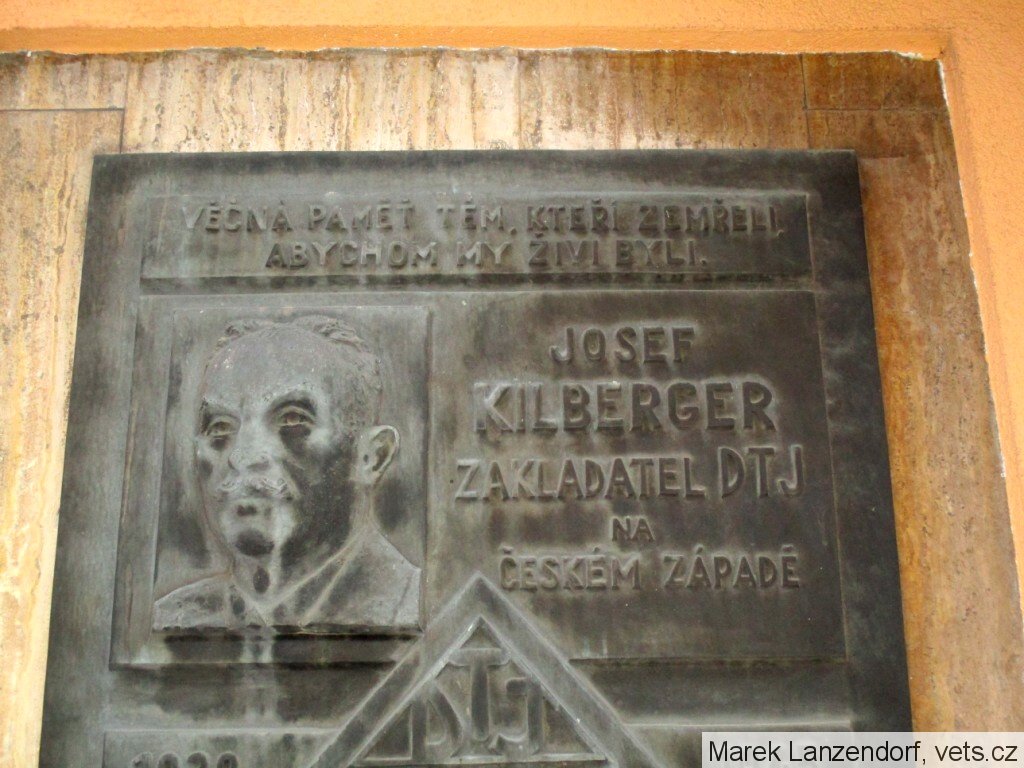 VĚČNÁ PAMĚŤ TĚM, KTEŘÍ ZEMŘELI,
ABYCHOM MY ŽIVI BYLI.
JOSEF
KILBERGER
ZAKLADATEL DTJ
NA
ČESKÉM ZÁPADĚ
DTJ
Marek Lanzendorf, vets.cz